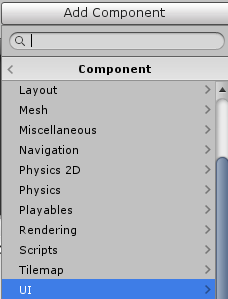 Add Component
Component
Layout
Mesh
Miscellaneous
Navigation
Physics 2D
Physics
Playables
Rendering
Scripts
Tilemap
UI